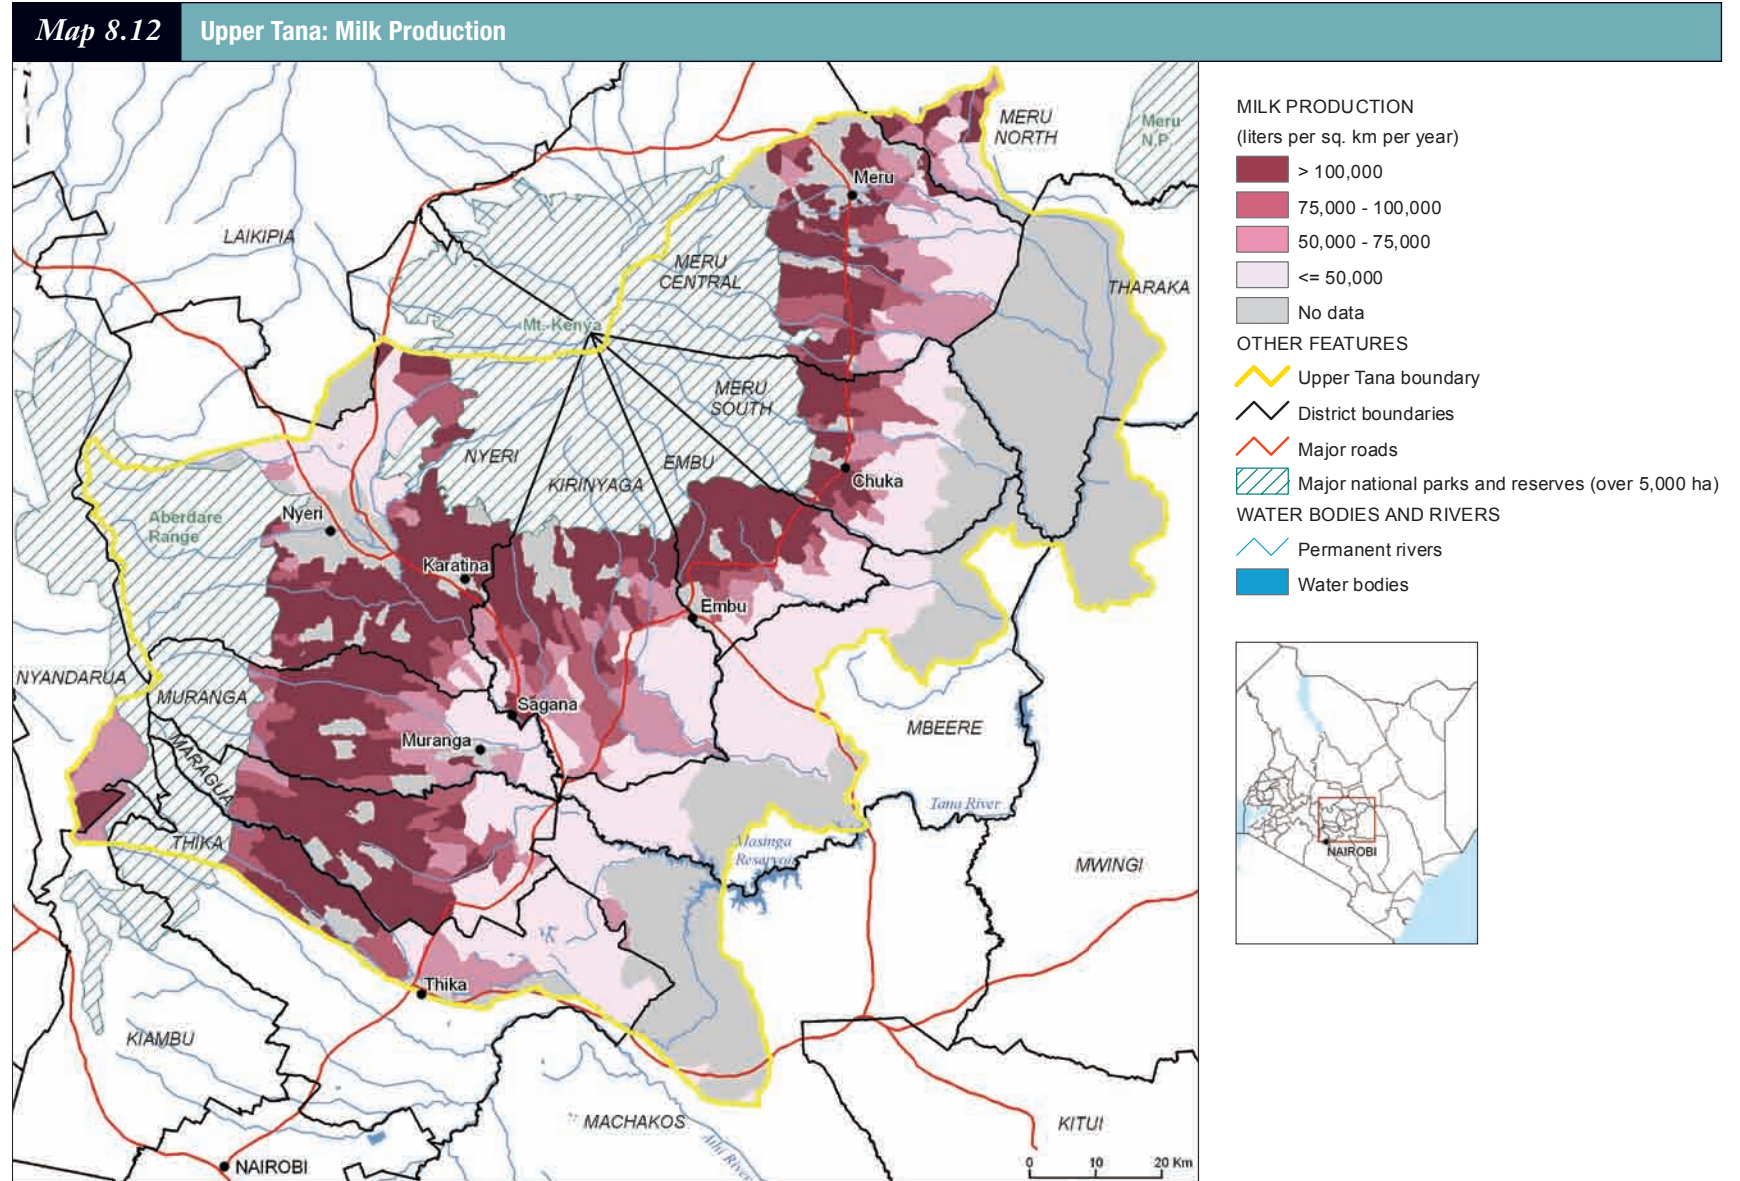 Map 8.12
Upper Tana: Milk Production
MERU
NORTH
Meru
N.P.
Meru
LAIKIPIA
MERU
CENTRAL
THARAKA
Mt. Kenya
MERU
SOUTH
NYERI
EMBU
KIRINYAGA
Chuka
Nyeri
Aberdare
Range
Karatina
Embu
NYANDARUA
MURANGA
Sagana
MBEERE
Muranga
MARAGUA
Tana River
THIKA
Masinga
Reservoir
MWINGI
Thika
KIAMBU
MACHAKOS
KITUI
Athi River
NAIROBI
0 10 20 Km
MILK PRODUCTION
(liters per sq. km per year)
> 100,000
75,000 - 100,000
50,000 - 75,000
<= 50,000
No data
OTHER FEATURES
Upper Tana boundary
District boundaries
Major roads
Major national parks and reserves (over 5,000 ha)
WATER BODIES AND RIVERS
Permanent rivers
Water bodies
NAIROBI